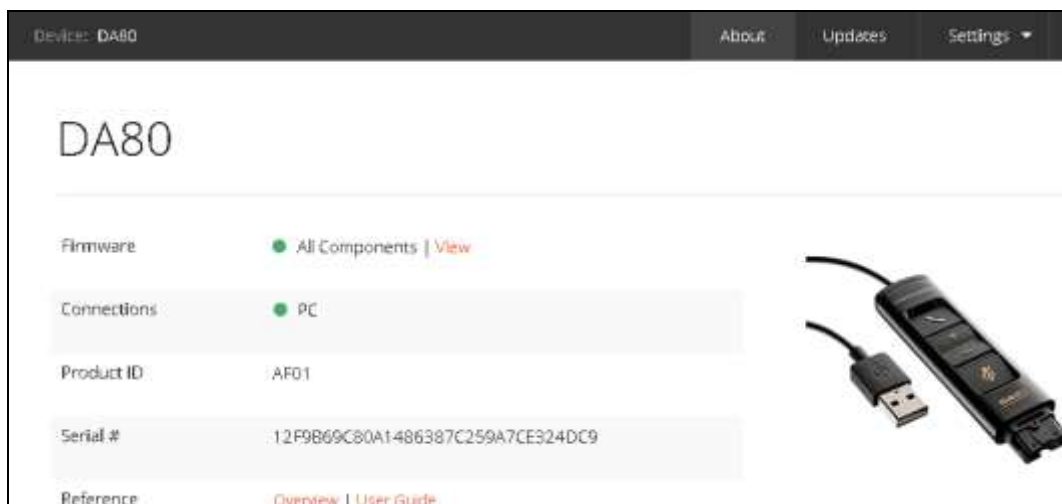 Device: DA80 About Updates Settings
DA80
Firmware All Components | View
Connections PC
Product ID AF01
Serial # 12F9B69C80A1486387C259A7CE324DC9
Reference Overview | User Guide